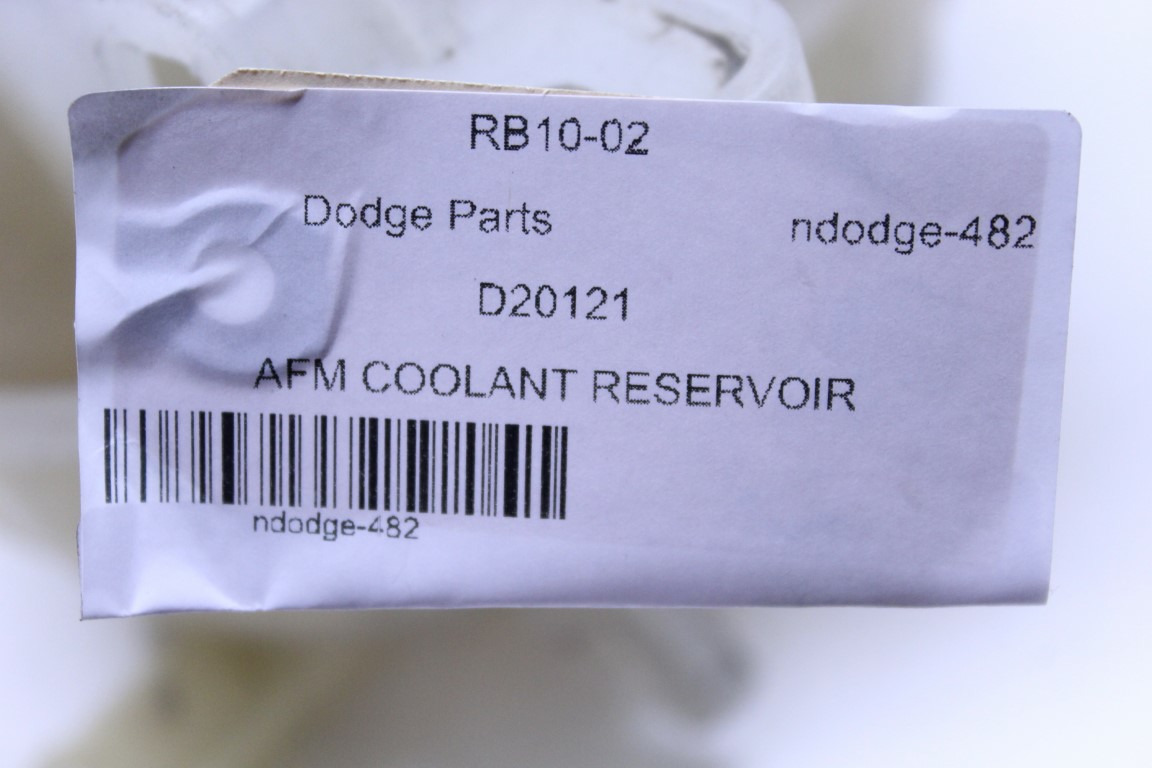 RB10-02
Dodge Parts ndodge-482
D20121
AFM COOLANT RESERVOIR
ndodge-482